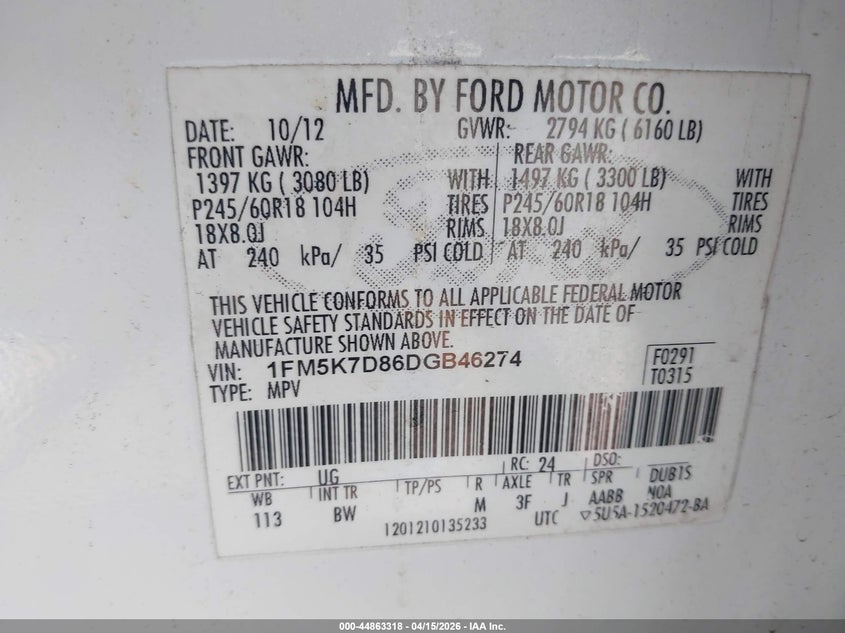 MFD. BY FORD MOTOR CO.
DATE: 10/12 GVWR: 2794 KG ( 6160 LB)
FRONT GAWR: REAR GAWR:
1397 KG ( 3080 LB) WITH 1497 KG ( 3300 LB) WITH
P245/60R18 104H TIRES P245/60R18 104H TIRES
18X8.0J RIMS 18X8.0J RIMS
AT 240 kPa/ 35 PSI COLD AT 240 kPa/ 35 PSI COLD
THIS VEHICLE CONFORMS TO ALL APPLICABLE FEDERAL MOTOR
VEHICLE SAFETY STANDARDS IN EFFECT ON THE DATE OF
MANUFACTURE SHOWN ABOVE.
VIN: 1FM5K7D86DGB46274 F0291
TYPE: MPV T0315
EXT PNT: UG RC: 24 DSO:
WB INT TR TP/PS R AXLE TR SPR DUB1S
113 BW M 3F J AABB NOA
1201210135233 UTC ▽5U5A-1520472-BA
000-44863318 - 04/15/2026 - IAA Inc.